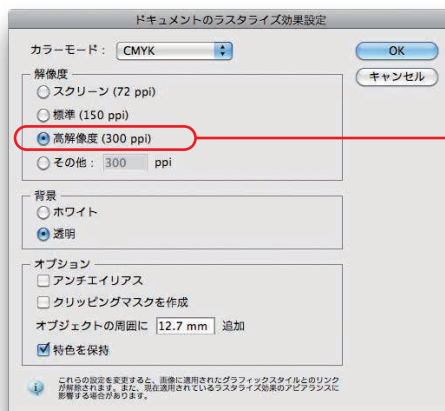 ドキュメントのラスタライズ効果設定
カラーモード： CMYK
OK
キャンセル
解像度
スクリーン (72 ppi)
標準 (150 ppi)
高解像度 (300 ppi)
その他： 300 ppi
背景
ホワイト
透明
オプション
アンチエイリアス
クリッピングマスクを作成
オブジェクトの周囲に 12.7 mm 追加
特色を保持
これらの設定を変更すると、画像に適用されたグラフィックスタイルとのリンク
が解除されます。また、現在適用されているラスタライズ効果のアピアランスに
影響する場合があります。